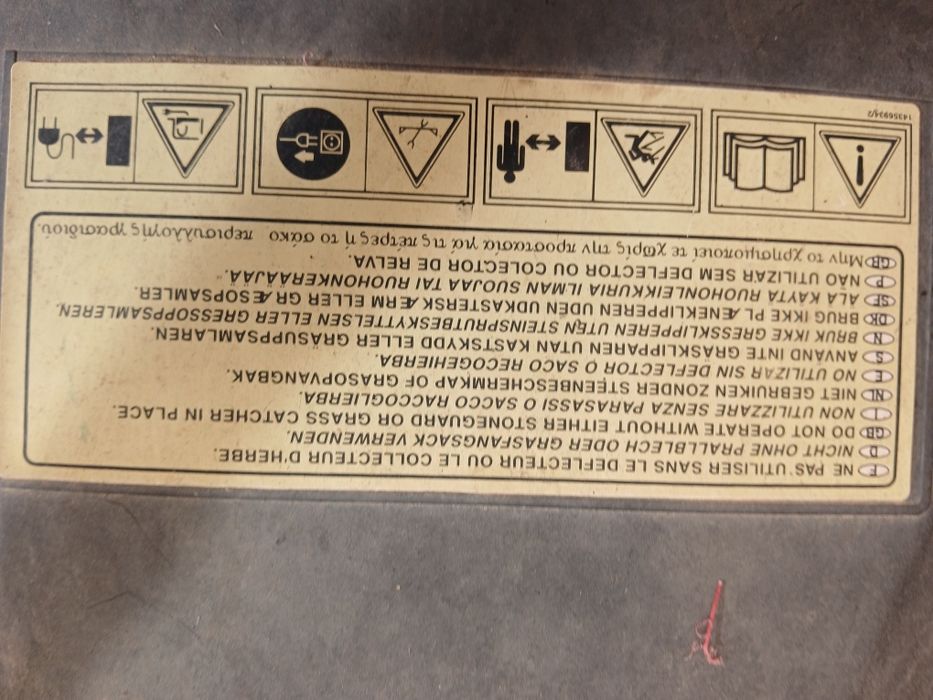 F NE PAS UTILISER SANS LE DEFLECTEUR OU LE COLLECTEUR D'HERBE.
D NICHT OHNE PRALLBLECH ODER GRASFANGSACK VERWENDEN.
GB DO NOT OPERATE WITHOUT EITHER STONEGUARD OR GRASS CATCHER IN PLACE.
I NON UTILIZZARE SENZA PARASASSI O SACCO RACCOGLIERBA.
NL NIET GEBRUIKEN ZONDER STEENBESCHERMKAP OF GRASOPVANGBAK.
E NO UTILIZAR SIN DEFLECTOR O SACO RECOGEHIERBA.
S ANVÄND INTE GRÄSKLIPPAREN UTAN KASTSKYDD ELLER GRÄSUPPSAMLAREN.
N BRUK IKKE GRESSKLIPPEREN UTEN STEINSPRUTBESKYTTELSEN ELLER GRESSOPPSAMLEREN.
DK BRUG IKKE PLÆNEKLIPPEREN UDEN UDKASTERSKÆRM ELLER GRÆSOPSAMLER.
SF ÄLÄ KÄYTÄ RUOHONLEIKKURIA ILMAN SUOJAA TAI RUOHONKERÄÄJÄÄ.
P NÃO UTILIZAR SEM DEFLECTOR OU COLECTOR DE RELVA.
GR Μην το χρησιμοποιεί τε χωρίς την προστασία για τις πέτρες ή το σάκο περισυλλογής γρασιδιού.
14356934/2